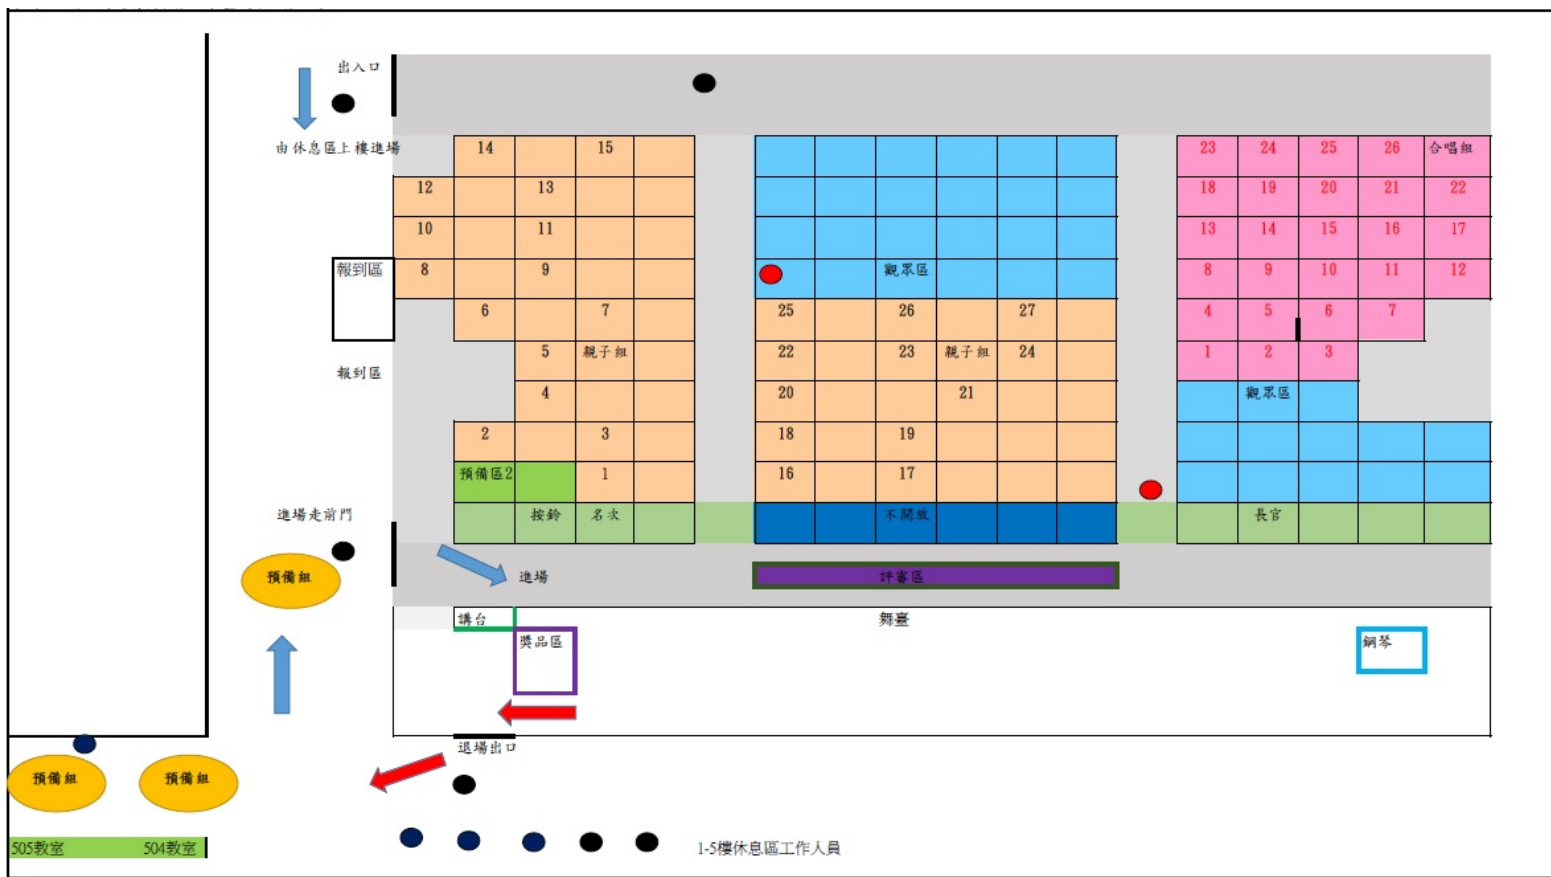 出入口
由休息區上樓進場
14 15 23 24 25 26 合唱組
12 13 18 19 20 21 22
10 11 13 14 15 16 17
報到區 8 9 觀眾區 8 9 10 11 12
6 7 25 26 27 4 5 6 7
5 親子組 22 23 親子組 24 1 2 3
報到區
4 20 21 觀眾區
2 3 18 19
預備區2 1 16 17
進場走前門 按鈴 名次 不開放 長官
預備組 進場 評審區
講台 舞臺
獎品區 鋼琴
退場出口
預備組 預備組
505教室 504教室 1-5樓休息區工作人員